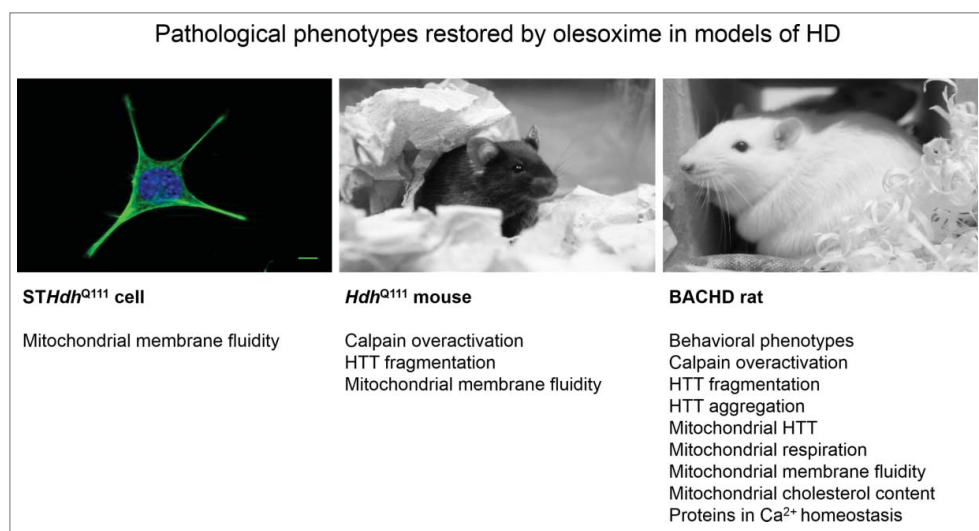 Pathological phenotypes restored by olesoxime in models of HD
STHdhQ111 cell
Mitochondrial membrane fluidity
HdhQ111 mouse
Calpain overactivation
HTT fragmentation
Mitochondrial membrane fluidity
BACHD rat
Behavioral phenotypes
Calpain overactivation
HTT fragmentation
HTT aggregation
Mitochondrial HTT
Mitochondrial respiration
Mitochondrial membrane fluidity
Mitochondrial cholesterol content
Proteins in Ca2+ homeostasis